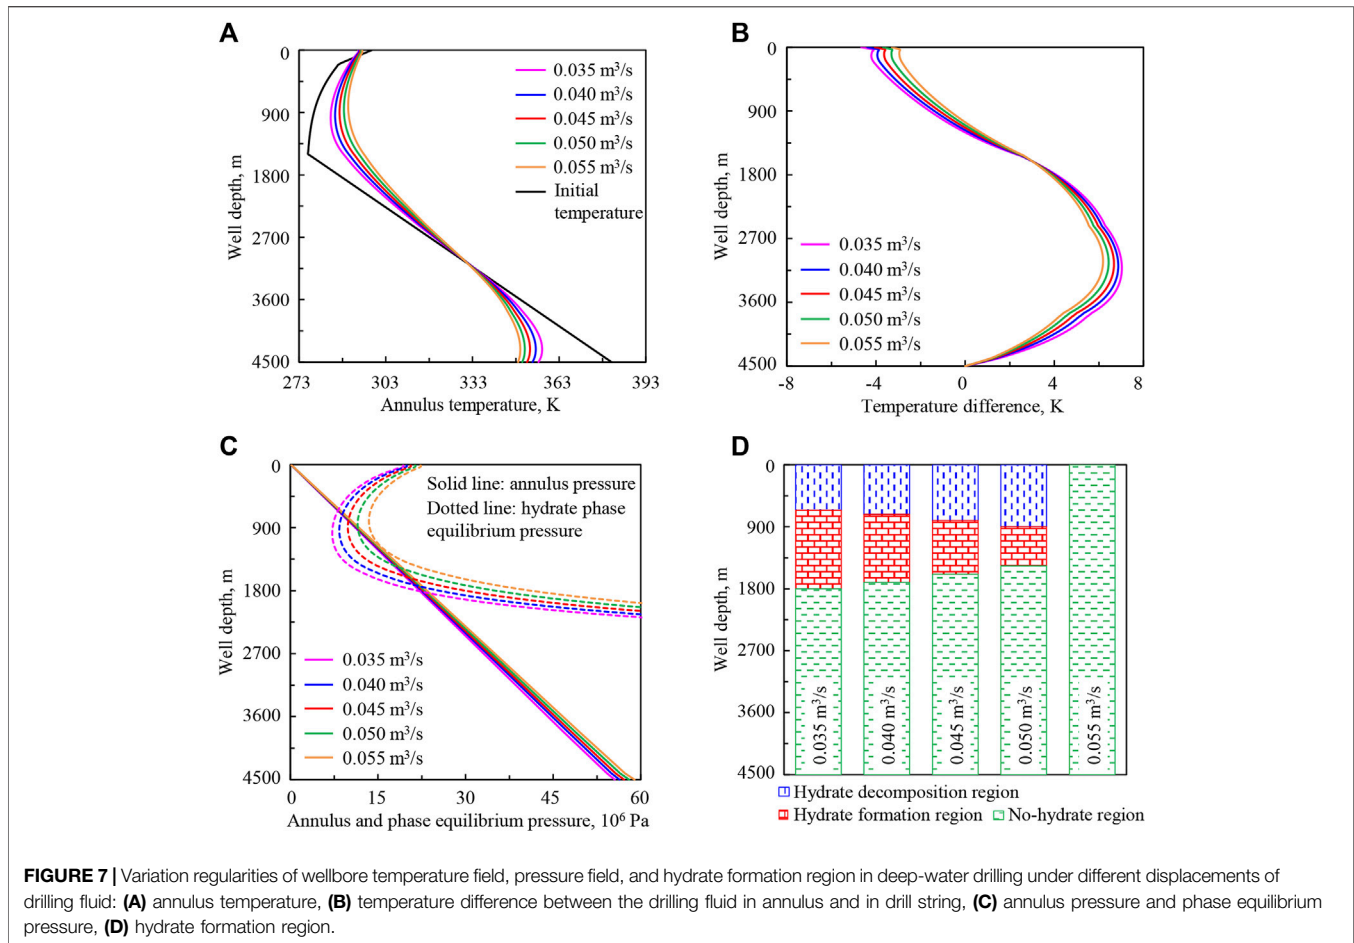 A
0
900
1800
2700
3600
4500
Well depth, m
273
303
333
363
393
Annulus temperature, K
0.035 m³/s
0.040 m³/s
0.045 m³/s
0.050 m³/s
0.055 m³/s
Initial
temperature
B
0
900
1800
2700
3600
4500
Well depth, m
-8
-4
0
4
8
Temperature difference, K
0.035 m³/s
0.040 m³/s
0.045 m³/s
0.050 m³/s
0.055 m³/s
C
0
900
1800
2700
3600
4500
Well depth, m
0
15
30
45
60
Annulus and phase equilibrium pressure, 10⁶ Pa
Solid line: annulus pressure
Dotted line: hydrate phase
equilibrium pressure
0.035 m³/s
0.040 m³/s
0.045 m³/s
0.050 m³/s
0.055 m³/s
D
0
900
1800
2700
3600
4500
Well depth, m
0.035 m³/s
0.040 m³/s
0.045 m³/s
0.050 m³/s
0.055 m³/s
Hydrate decomposition region
Hydrate formation region
No-hydrate region
FIGURE 7 | Variation regularities of wellbore temperature field, pressure field, and hydrate formation region in deep-water drilling under different displacements of
drilling fluid: (A) annulus temperature, (B) temperature difference between the drilling fluid in annulus and in drill string, (C) annulus pressure and phase equilibrium
pressure, (D) hydrate formation region.